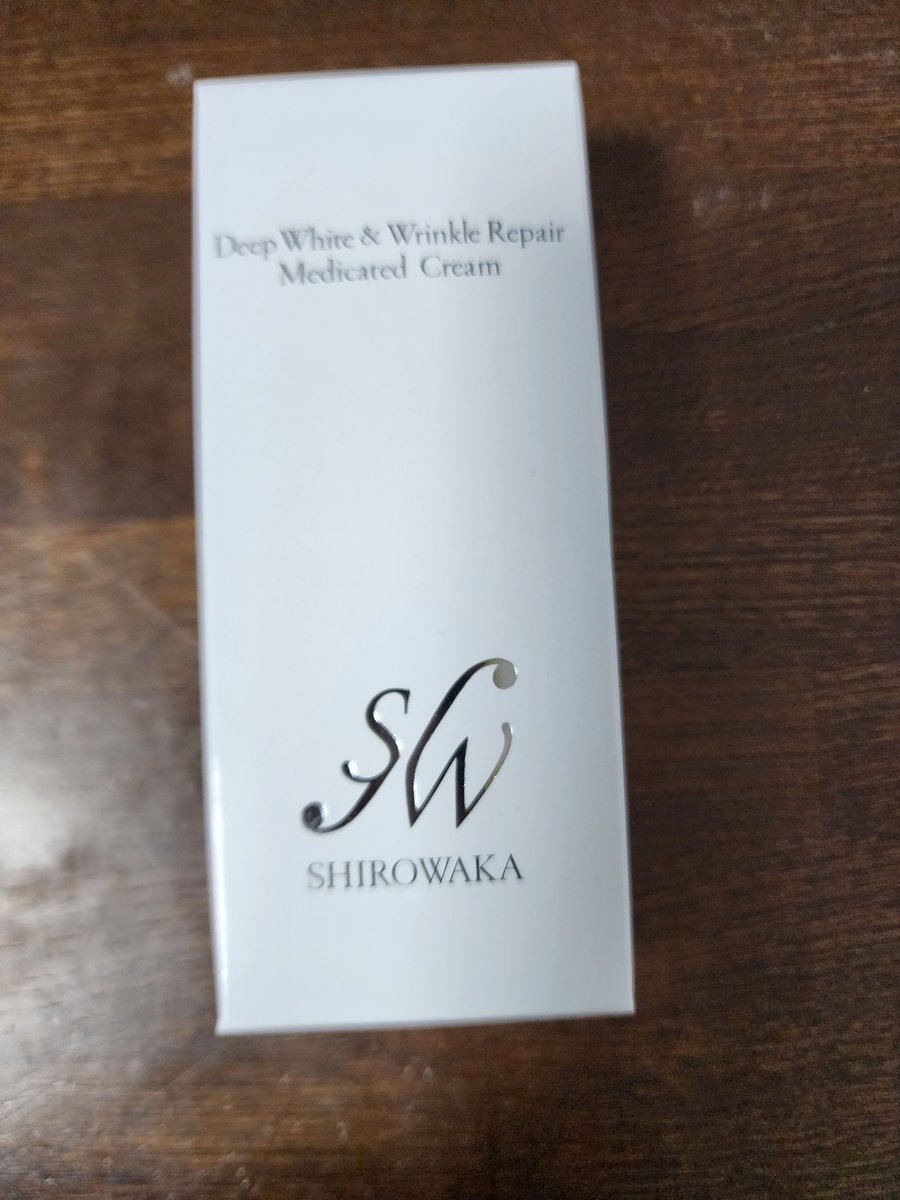 Deep White & Wrinkle Repair
Medicated Cream
SW
SHIROWAKA